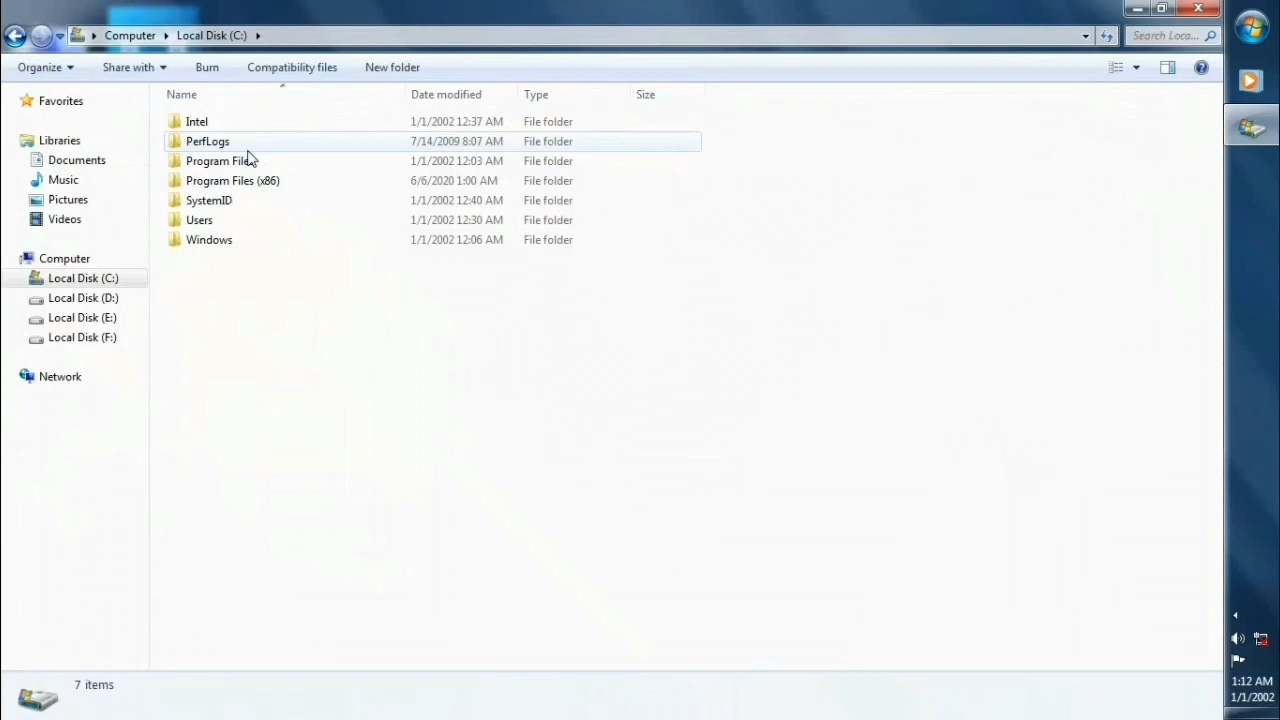 Computer Local Disk (C:) Search Loca...
Organize Share with Burn Compatibility files New folder
Name Date modified Type Size
Favorites
Libraries
Documents
Music
Pictures
Videos
Computer
Local Disk (C:)
Local Disk (D:)
Local Disk (E:)
Local Disk (F:)
Network
Intel 1/1/2002 12:37 AM File folder
PerfLogs 7/14/2009 8:07 AM File folder
Program Files 1/1/2002 12:03 AM File folder
Program Files (x86) 6/6/2020 1:00 AM File folder
SystemID 1/1/2002 12:40 AM File folder
Users 1/1/2002 12:30 AM File folder
Windows 1/1/2002 12:06 AM File folder
7 items
1:12 AM
1/1/2002